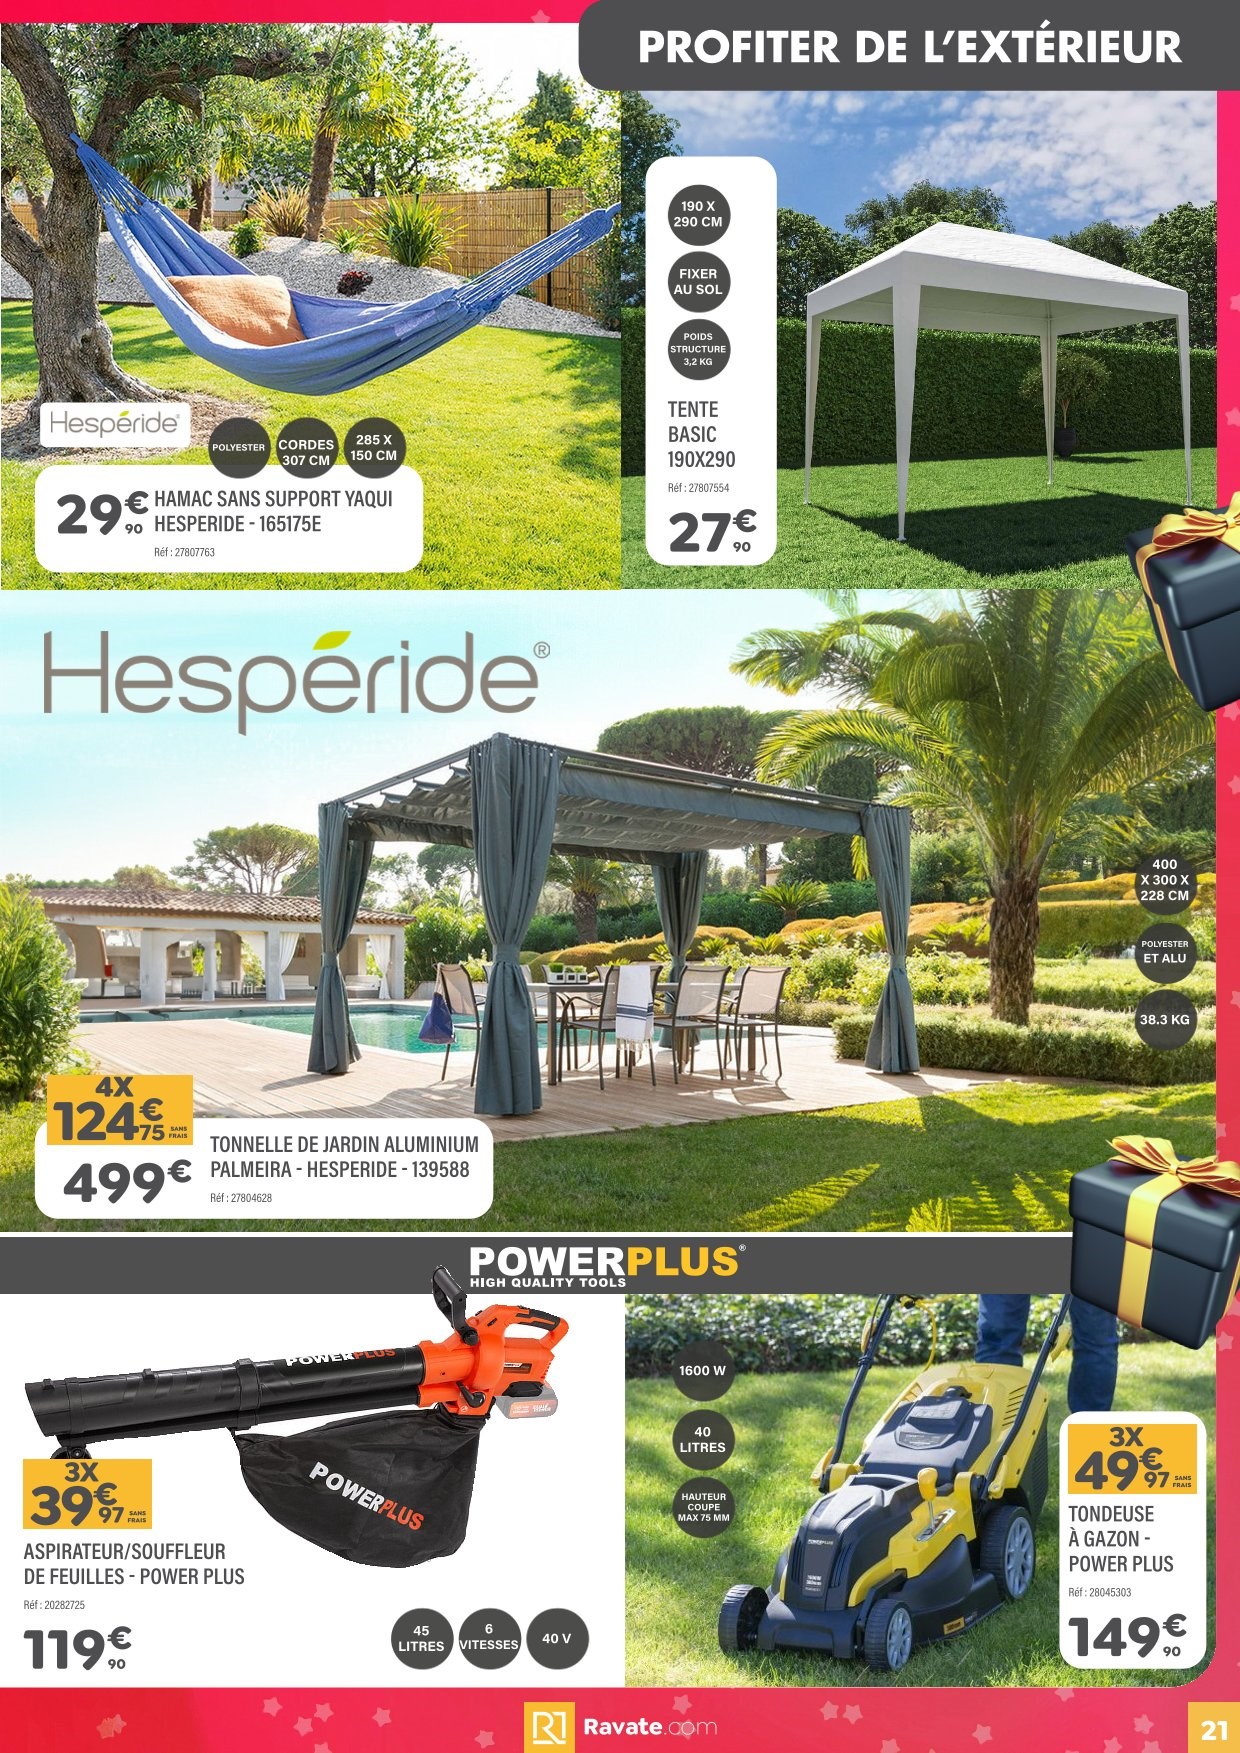 PROFITER DE L'EXTÉRIEUR
Hespéride
POLYESTER
CORDES
307 CM
285 X
150 CM
29€90
HAMAC SANS SUPPORT YAQUI
HESPERIDE - 165175E
Réf : 27807763
190 X
290 CM
FIXER
AU SOL
POIDS
STRUCTURE
3,2 KG
TENTE
BASIC
190X290
Réf : 27807554
27€90
Hespéride®
400
X 300 X
228 CM
POLYESTER
ET ALU
38.3 KG
4X
124€75 SANS FRAIS
499€
TONNELLE DE JARDIN ALUMINIUM
PALMEIRA - HESPERIDE - 139588
Réf : 27804628
POWERPLUS®
HIGH QUALITY TOOLS
POWERPLUS
POWERPLUS
3X
39€97 SANS FRAIS
ASPIRATEUR/SOUFFLEUR
DE FEUILLES - POWER PLUS
Réf : 20282725
119€90
45
LITRES
6
VITESSES
40 V
1600 W
40
LITRES
HAUTEUR
COUPE
MAX 75 MM
POWERPLUS
3X
49€97 SANS FRAIS
TONDEUSE
À GAZON -
POWER PLUS
Réf : 28045303
149€90
Ravate.com
21